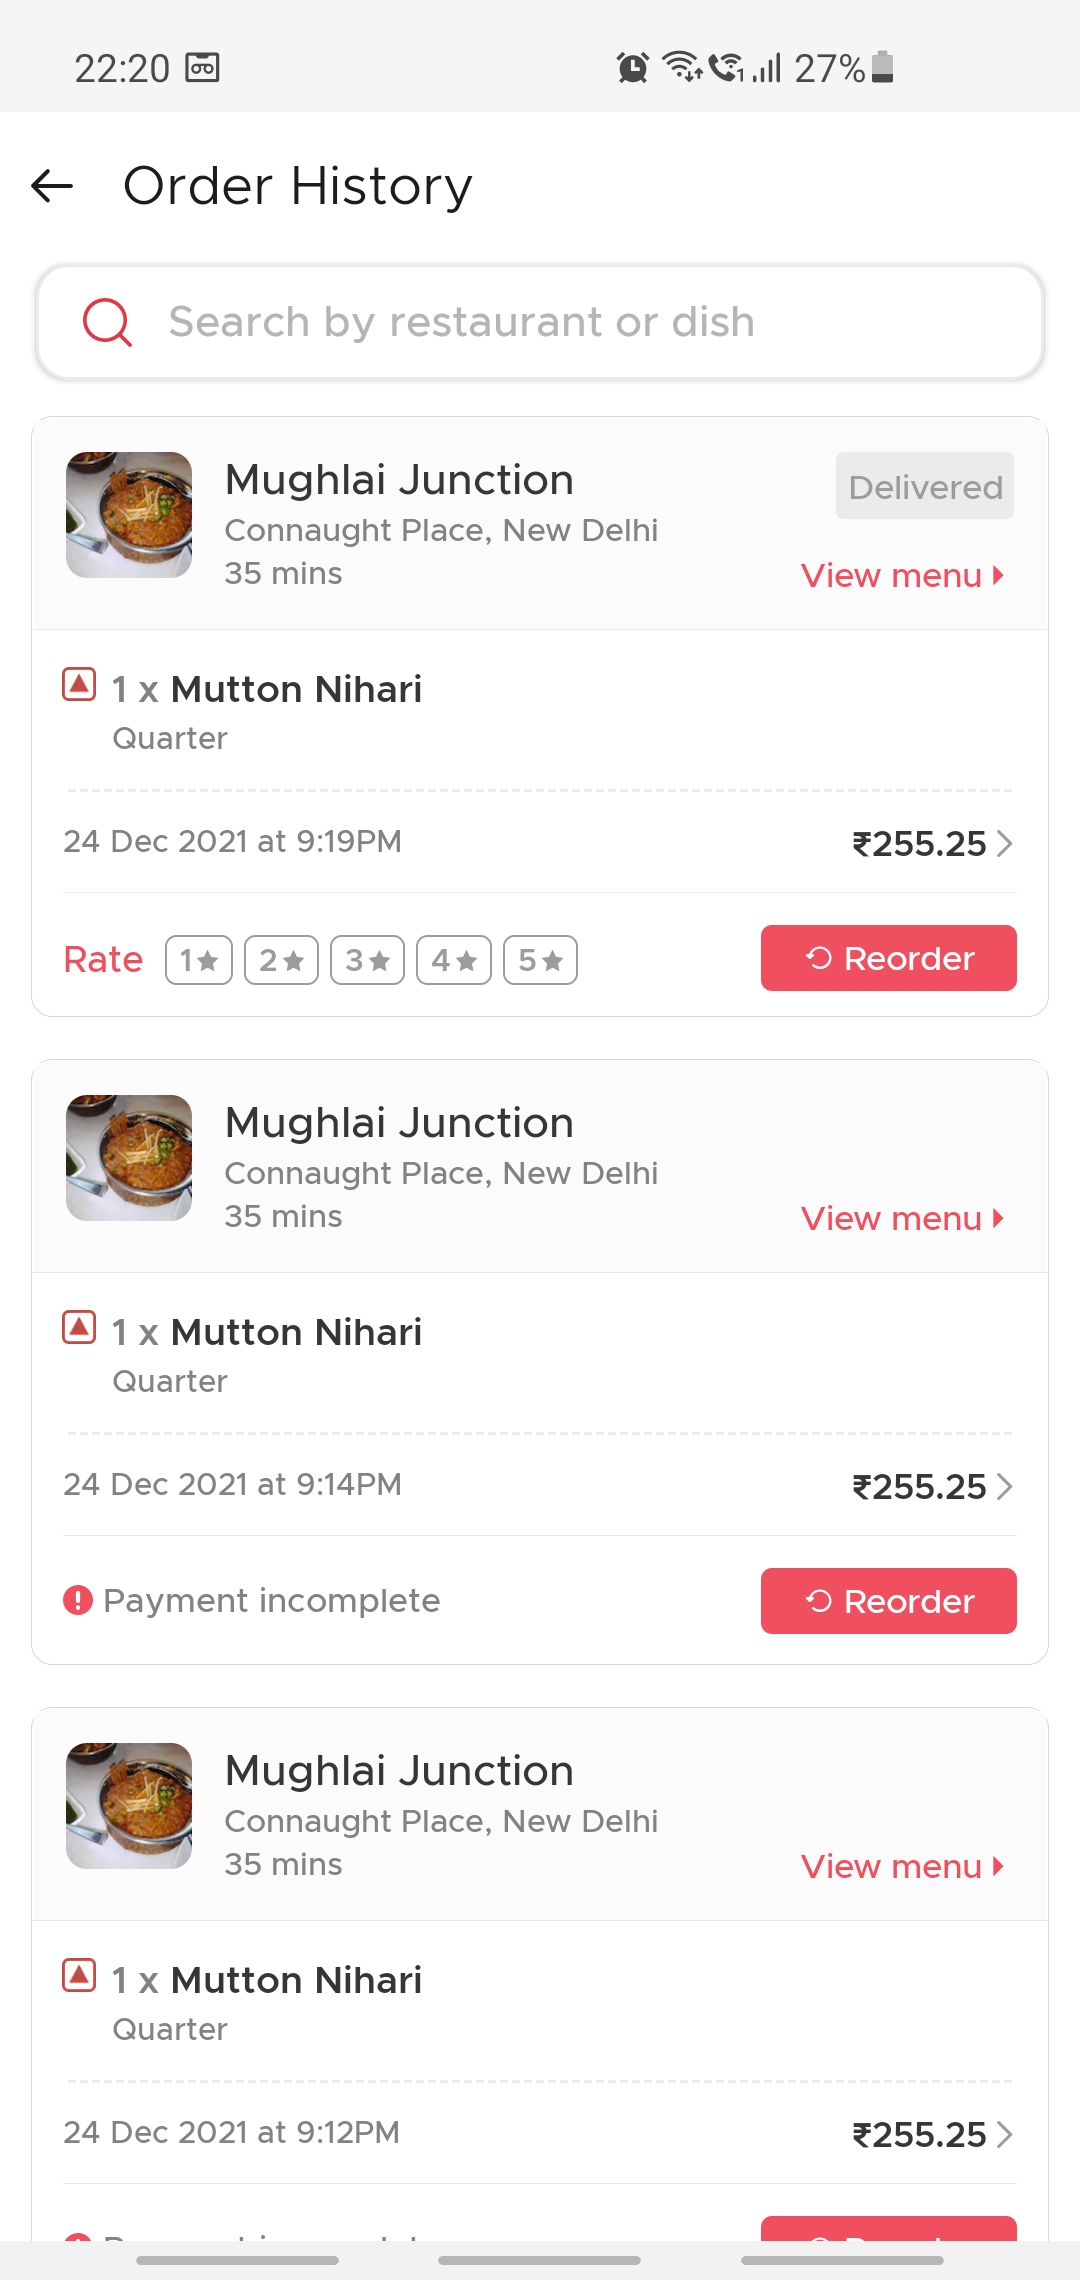 22:20 27%
Order History
Search by restaurant or dish
Mughlai Junction
Delivered
Connaught Place, New Delhi
35 mins
View menu
1 x Mutton Nihari
Quarter
24 Dec 2021 at 9:19PM ₹255.25
Rate 1★ 2★ 3★ 4★ 5★ Reorder
Mughlai Junction
Connaught Place, New Delhi
35 mins
View menu
1 x Mutton Nihari
Quarter
24 Dec 2021 at 9:14PM ₹255.25
Payment incomplete Reorder
Mughlai Junction
Connaught Place, New Delhi
35 mins
View menu
1 x Mutton Nihari
Quarter
24 Dec 2021 at 9:12PM ₹255.25